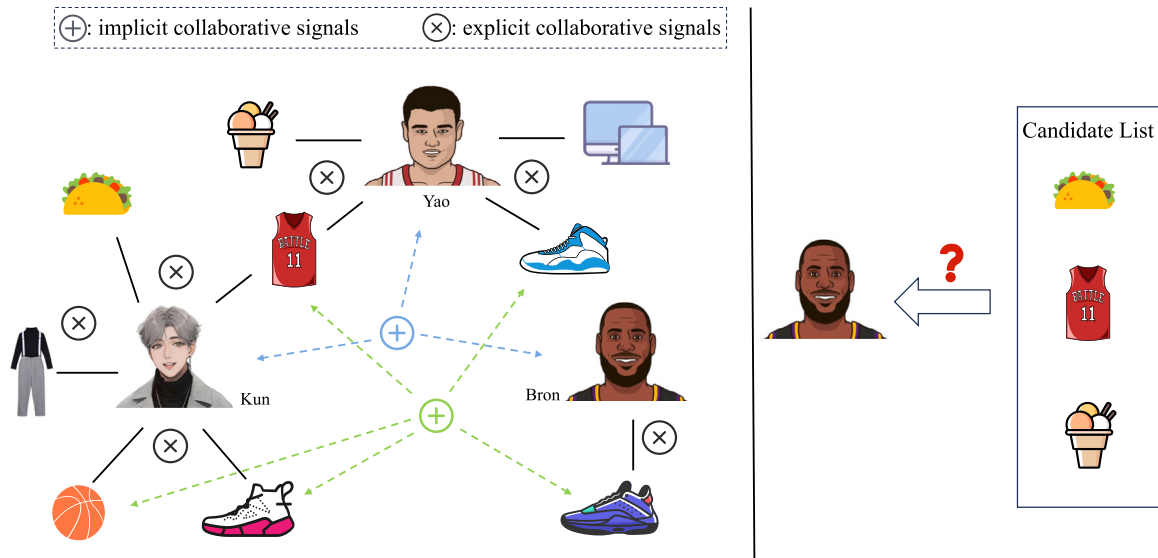 +: implicit collaborative signals
×: explicit collaborative signals
Yao
BATTLE
11
Kun
Bron
?
Candidate List
BATTLE
11